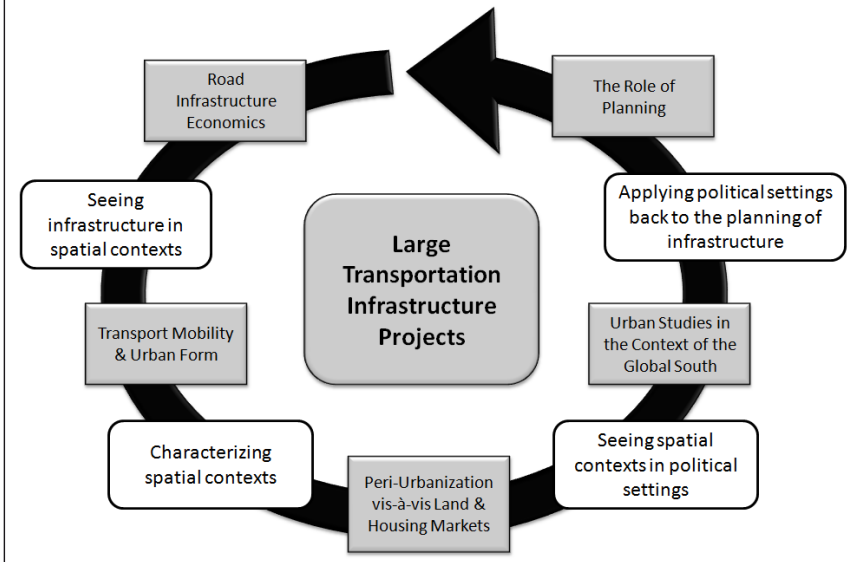 Road
Infrastructure
Economics
The Role of
Planning
Seeing
infrastructure in
spatial contexts
Applying political settings
back to the planning of
infrastructure
Large
Transportation
Infrastructure
Projects
Transport Mobility
& Urban Form
Urban Studies in
the Context of the
Global South
Characterizing
spatial contexts
Seeing spatial
contexts in political
settings
Peri-Urbanization
vis-à-vis Land &
Housing Markets